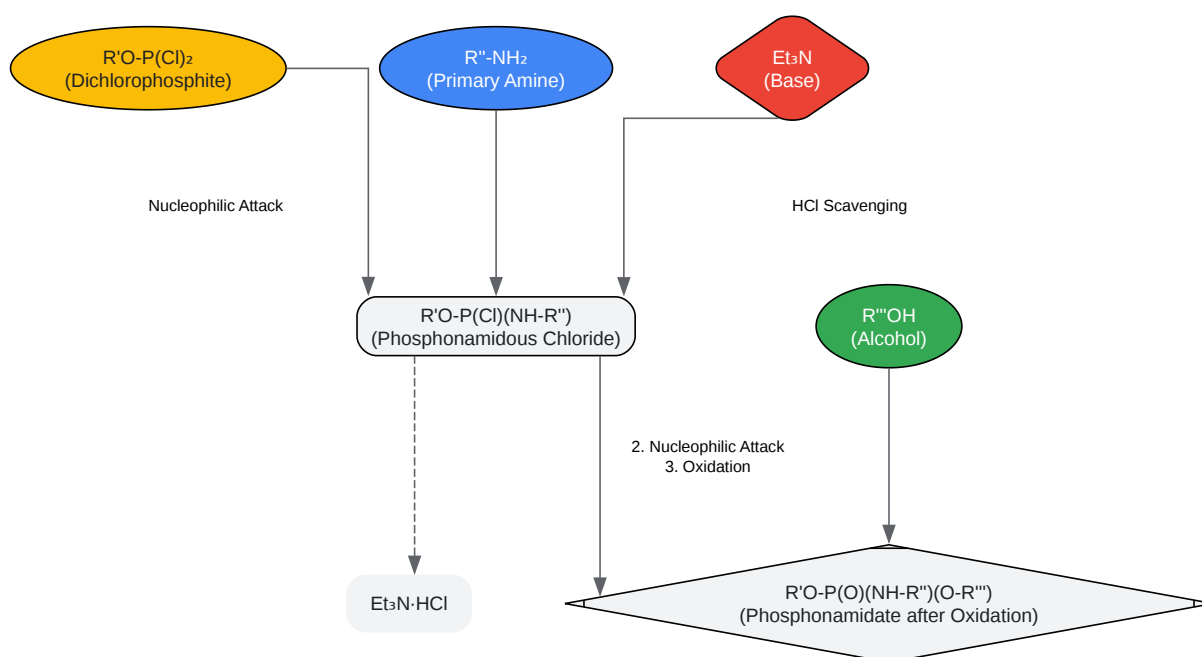 R'O-P(Cl)₂
(Dichlorophosphite)
R''-NH₂
(Primary Amine)
Et₃N
(Base)
Nucleophilic Attack
HCl Scavenging
R'O-P(Cl)(NH-R'')
(Phosphonamidous Chloride)
R'''OH
(Alcohol)
2. Nucleophilic Attack
3. Oxidation
Et₃N·HCl
R'O-P(O)(NH-R'')(O-R''')
(Phosphonamidate after Oxidation)